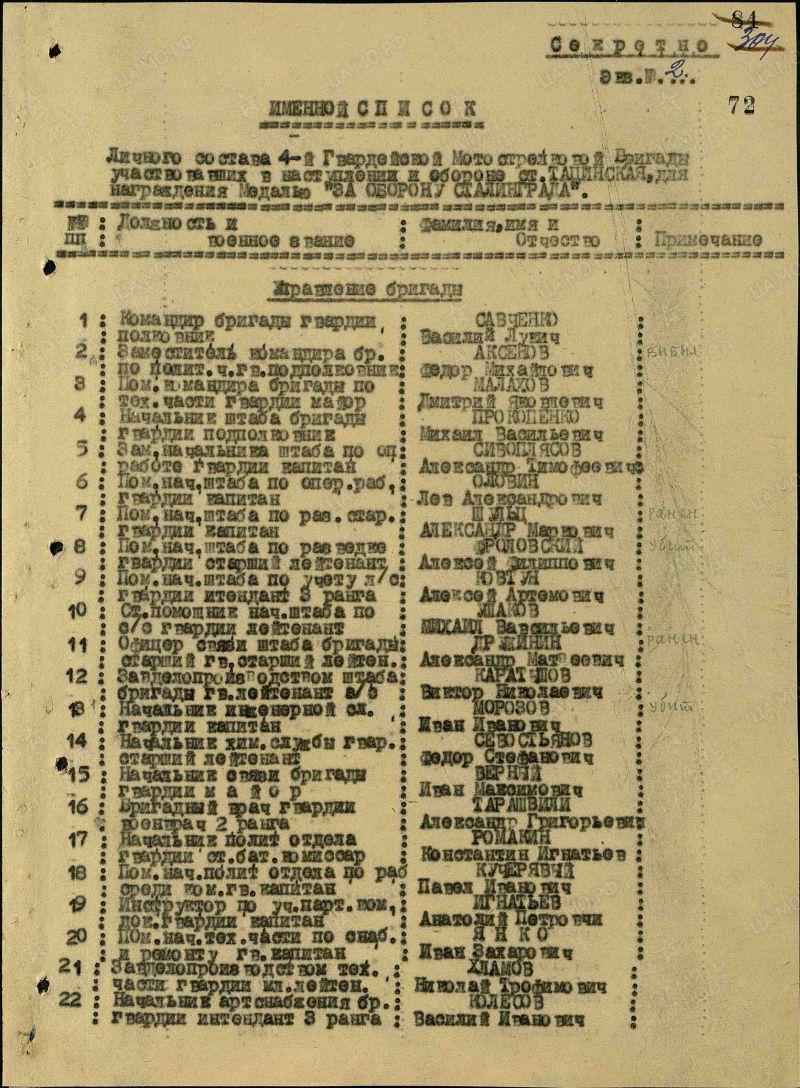 84
304
Секретно
Экз.№ 2.
72
ИМЕННОЙ СПИСОК
Личного состава 4-й Гвардейской Мотострелковой Бригады
участвовавших в наступлении и обороне ст.ТАЦИНСКАЯ, для
награждения Медалью "ЗА ОБОРОНУ СТАЛИНГРАДА".
№№ : Должность и : Фамилия, имя и :
пп : военное звание : Отчество : Примечание
Управление бригады
1 : Командир бригады гвардии : САВЧЕНКО
полковник : Василий Лукич
2 : Заместитель командира бр. : АКСЕНОВ выбыл
по полит.ч.гв.подполковник: Федор Михайлович
3 : Пом.командира бригады по : МАЛАХОВ
тех.части гвардии майор : Дмитрий Яковлевич
4 : Начальник штаба бригады : ПРОКОПЕНКО
гвардии подполковник : Михаил Васильевич
5 : Зам.начальника штаба по оп: СИВОПЛЯСОВ
работе гвардии капитан : Александр Тимофеевич
6 : Пом.нач.штаба по опер.раб, : ОЛОВИН
гвардии капитан : Лев Александрович
7 : Пом.нач.штаба по раз.стар. : ШУЛЬЦ ранен
гвардии капитан : АЛЕКСАНДР Маркович
8 : Пом.нач.штаба по разведке : ФРОЛОВСКИЙ убит
гвардии старший лейтенант : Алексей Филиппович
9 : Пом.нач.штаба по учету л/с: КОВТУН
гвардии итендант 3 ранга : Алексей Артемович
10 : Ст.помощник нач.штаба по :
с/с гвардии лейтенант : МИХАИЛ Вавсильевич
11 : Офицер связи штаба бригады: ДРУЖИНИН ранен
старший гв.старший лейтен. : Александр Матвеевич
12 : Завделопроизводством штаба: КАРАТЫШОВ
бригады гв.лейтенант а/с : Виктор Николаевич
13 : Начальник инженерной сл. : МОРОЗОВ убит
гвардии капитан : Иван Иванович
14 : Начальник хим.службы гвар. : СЕВОСТЬЯНОВ
старший лейтенант : Федор Стефанович
15 : Начальник связи бригады : ВЕРНЫЙ
гвардии м а й о р : Иван Максимович
16 : Бригадный врач гвардии : ТАРАШВИЛИ
военврач 2 ранга : Александр Григорьевич
17 : Начальник полит отдела : РОМАКИН
гвардии ст.бат.комиссар : Константин Игнатьев :
18 : Пом.нач.полит отдела по раб КУЧЕРЯВЫЙ
среди ком.гв.капитан : Павел Иванович
19 : Инструктор по уч.парт.ком, : ИГНАТЬЕВ
док.гвардии капитан : Анатолий Петровчи
20 : Пом.нач.тех.части по снаб. : Я Н К О
и ремонту гв.капитан : Иван Захарович
21 : Завделопроизводством тех. : ХЛАМОВ
части гвардии мл.лейтен. : Николай Трофимович
22 : Начальник артснабжения бр. : КОЛЕСОВ
: гвардии интендант 3 ранга : Василий Иванович